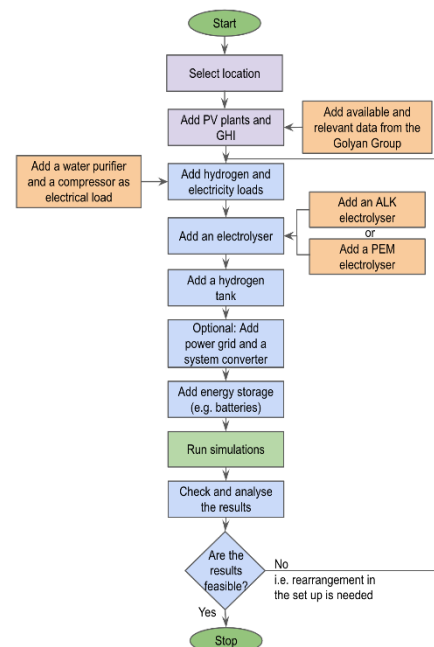 Start
Select location
Add PV plants and
GHI
Add available and
relevant data from the
Golyan Group
Add a water purifier
and a compressor as
electrical load
Add hydrogen and
electricity loads
Add an electrolyser
Add an ALK
electrolyser
or
Add a PEM
electrolyser
Add a hydrogen
tank
Optional: Add
power grid and a
system converter
Add energy storage
(e.g. batteries)
Run simulations
Check and analyse
the results
Are the
results
feasible?
No
i.e. rearrangement in
the set up is needed
Yes
Stop